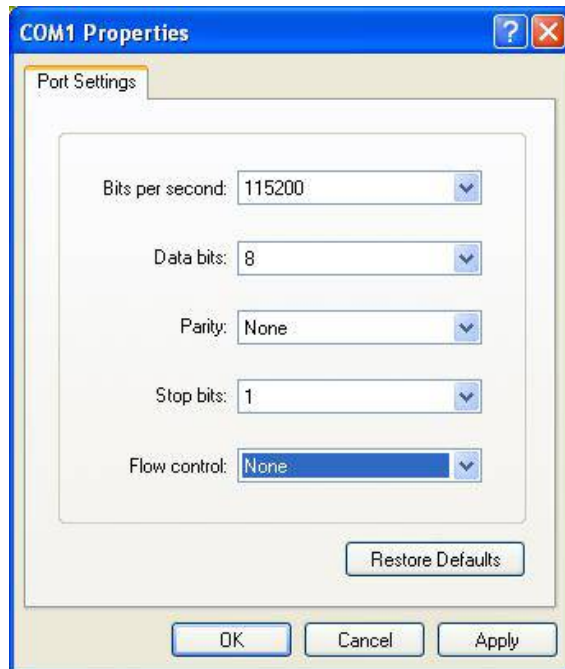 COM1 Properties
Port Settings
Bits per second: 115200
Data bits: 8
Parity: None
Stop bits: 1
Flow control: None
Restore Defaults
OK Cancel Apply